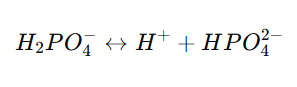 H₂PO₄⁻ ↔ H⁺ + HPO₄²⁻